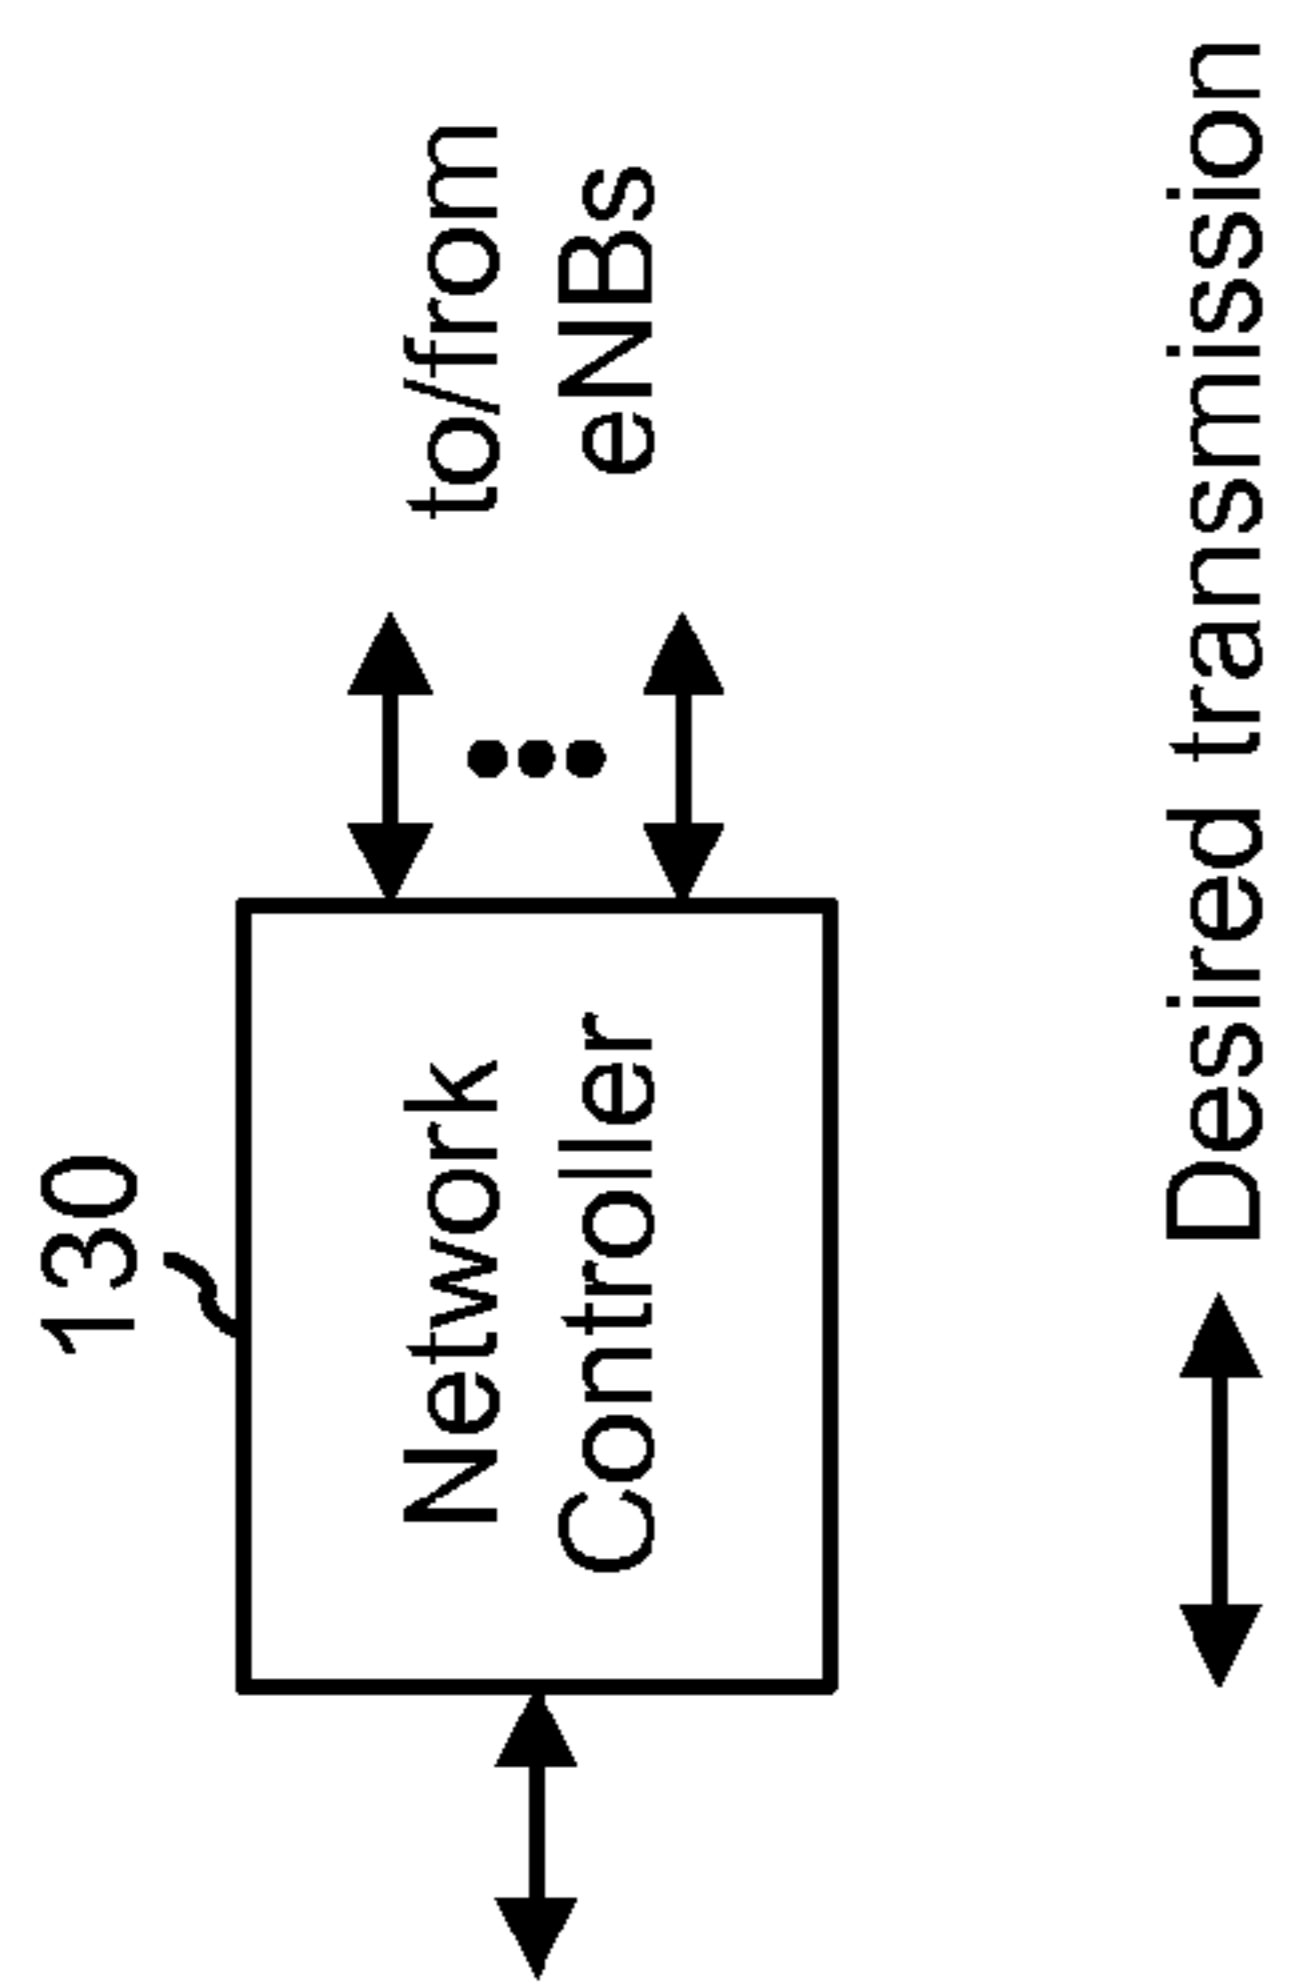 130
Network
Controller
to/from
eNBs
Desired transmission